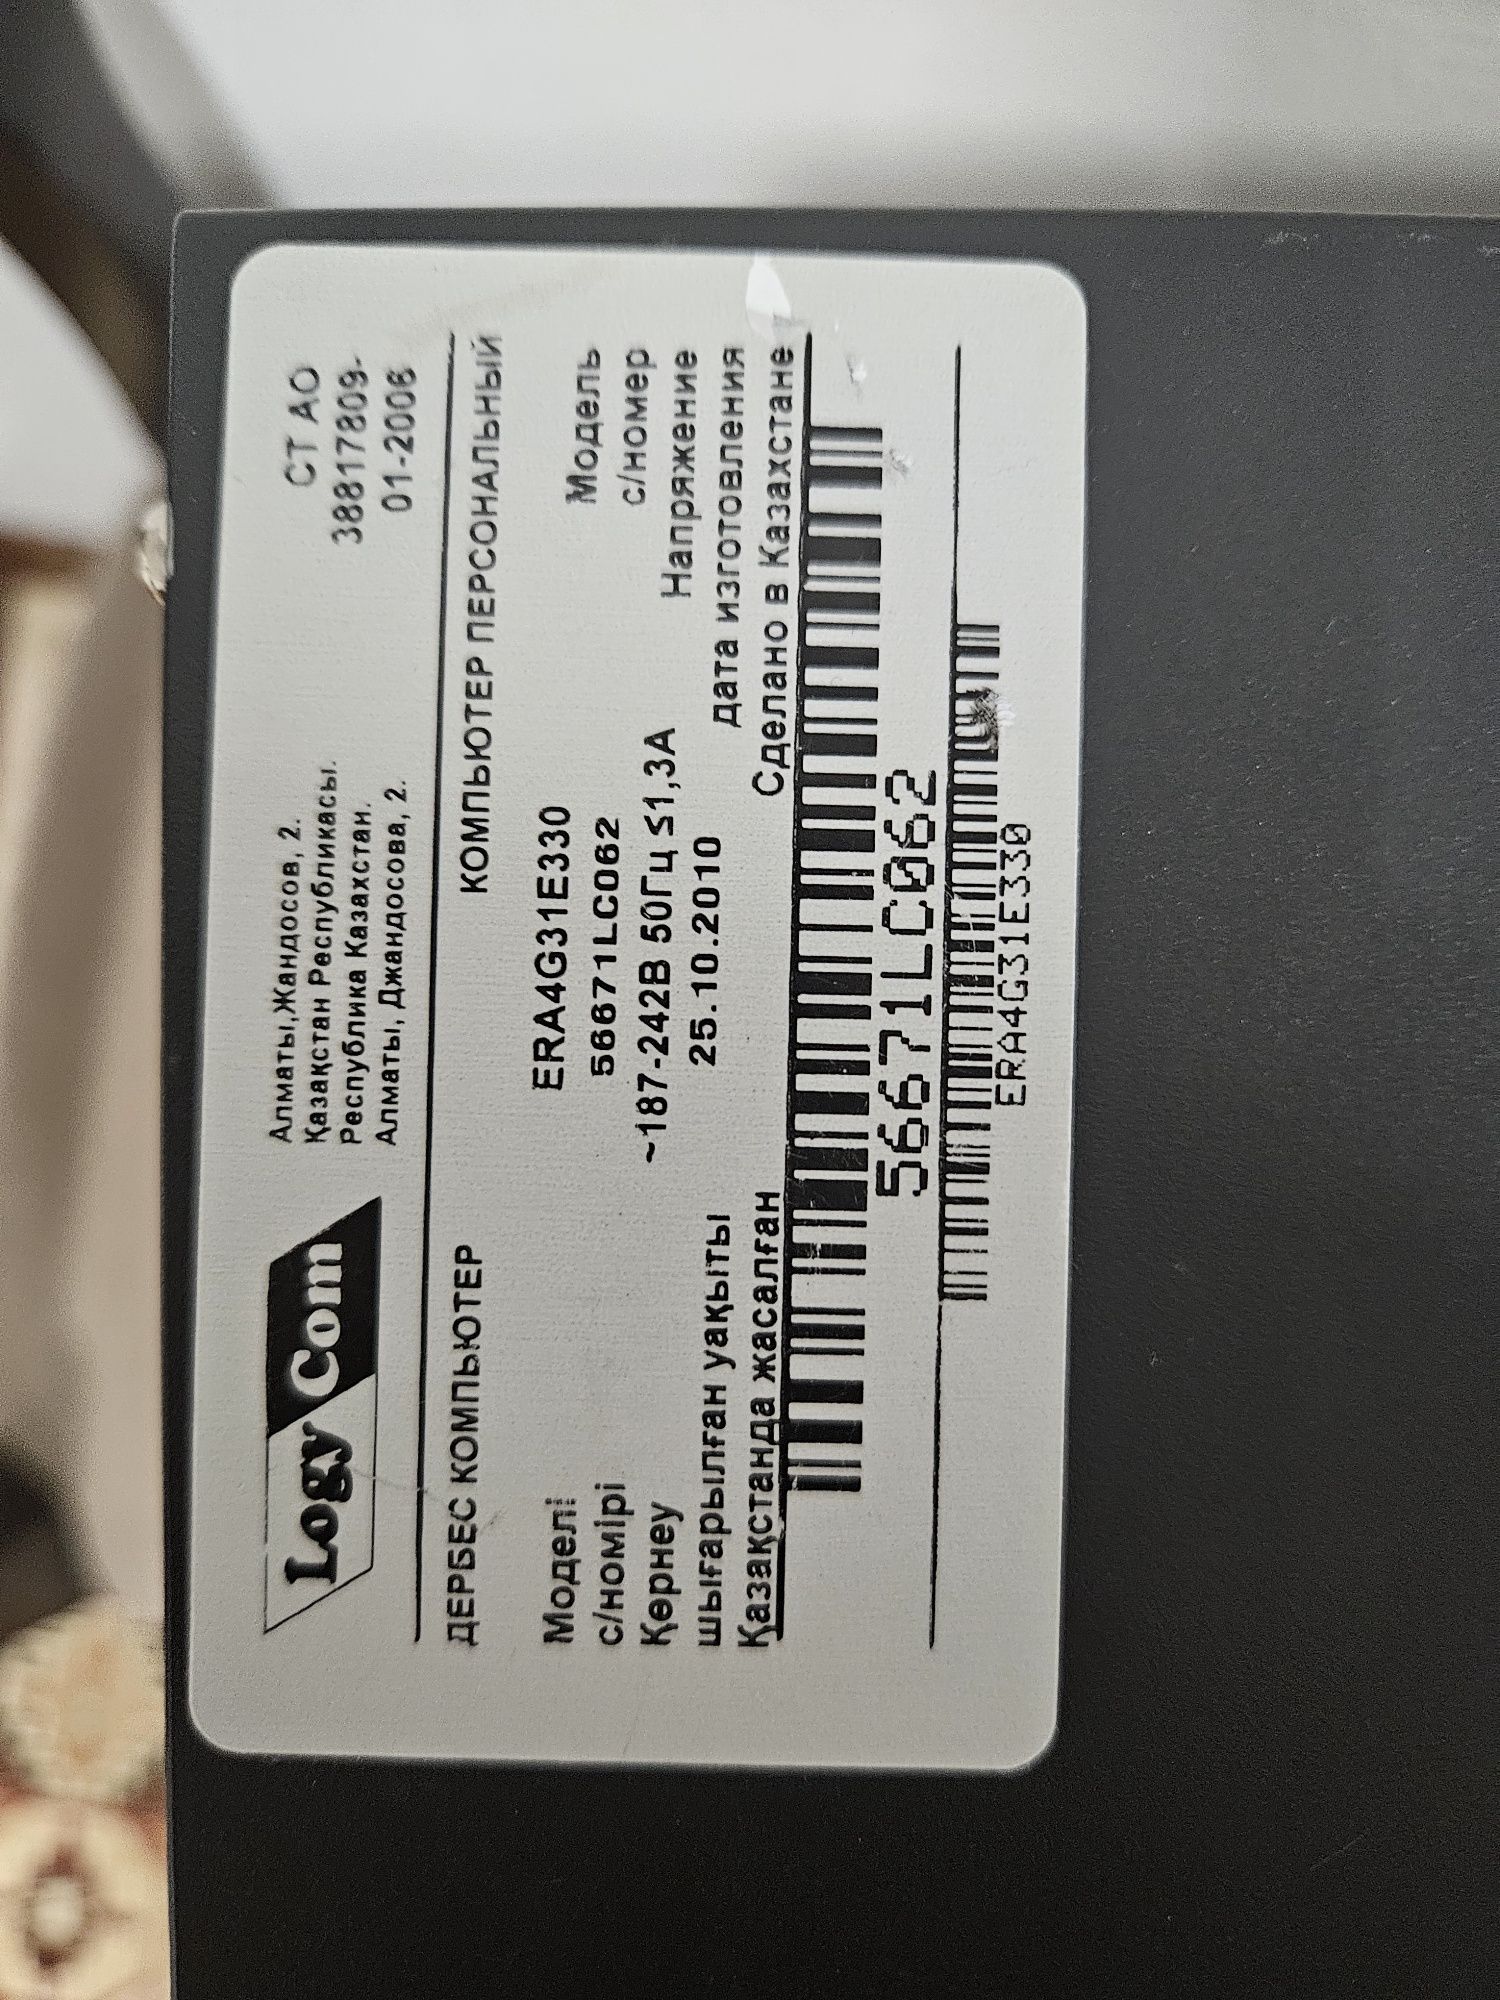 Logy Com
Алматы,Жандосов, 2.
Қазақстан Республикасы.
Республика Казахстан.
Алматы, Джандосова, 2.
СТ АО
38817809-
01-2006
ДЕРБЕС КОМПЬЮТЕР КОМПЬЮТЕР ПЕРСОНАЛЬНЫЙ
Моделі ERA4G31E330 Модель
с/номірі 56671LC062 с/номер
Қөрнеу ~187-242В 50Гц ≤1,3А Напряжение
шығарылған уақыты 25.10.2010 дата изготовления
Қазақстанда жасалған Сделано в Казахстане
56671LC062
ERA4G31E330